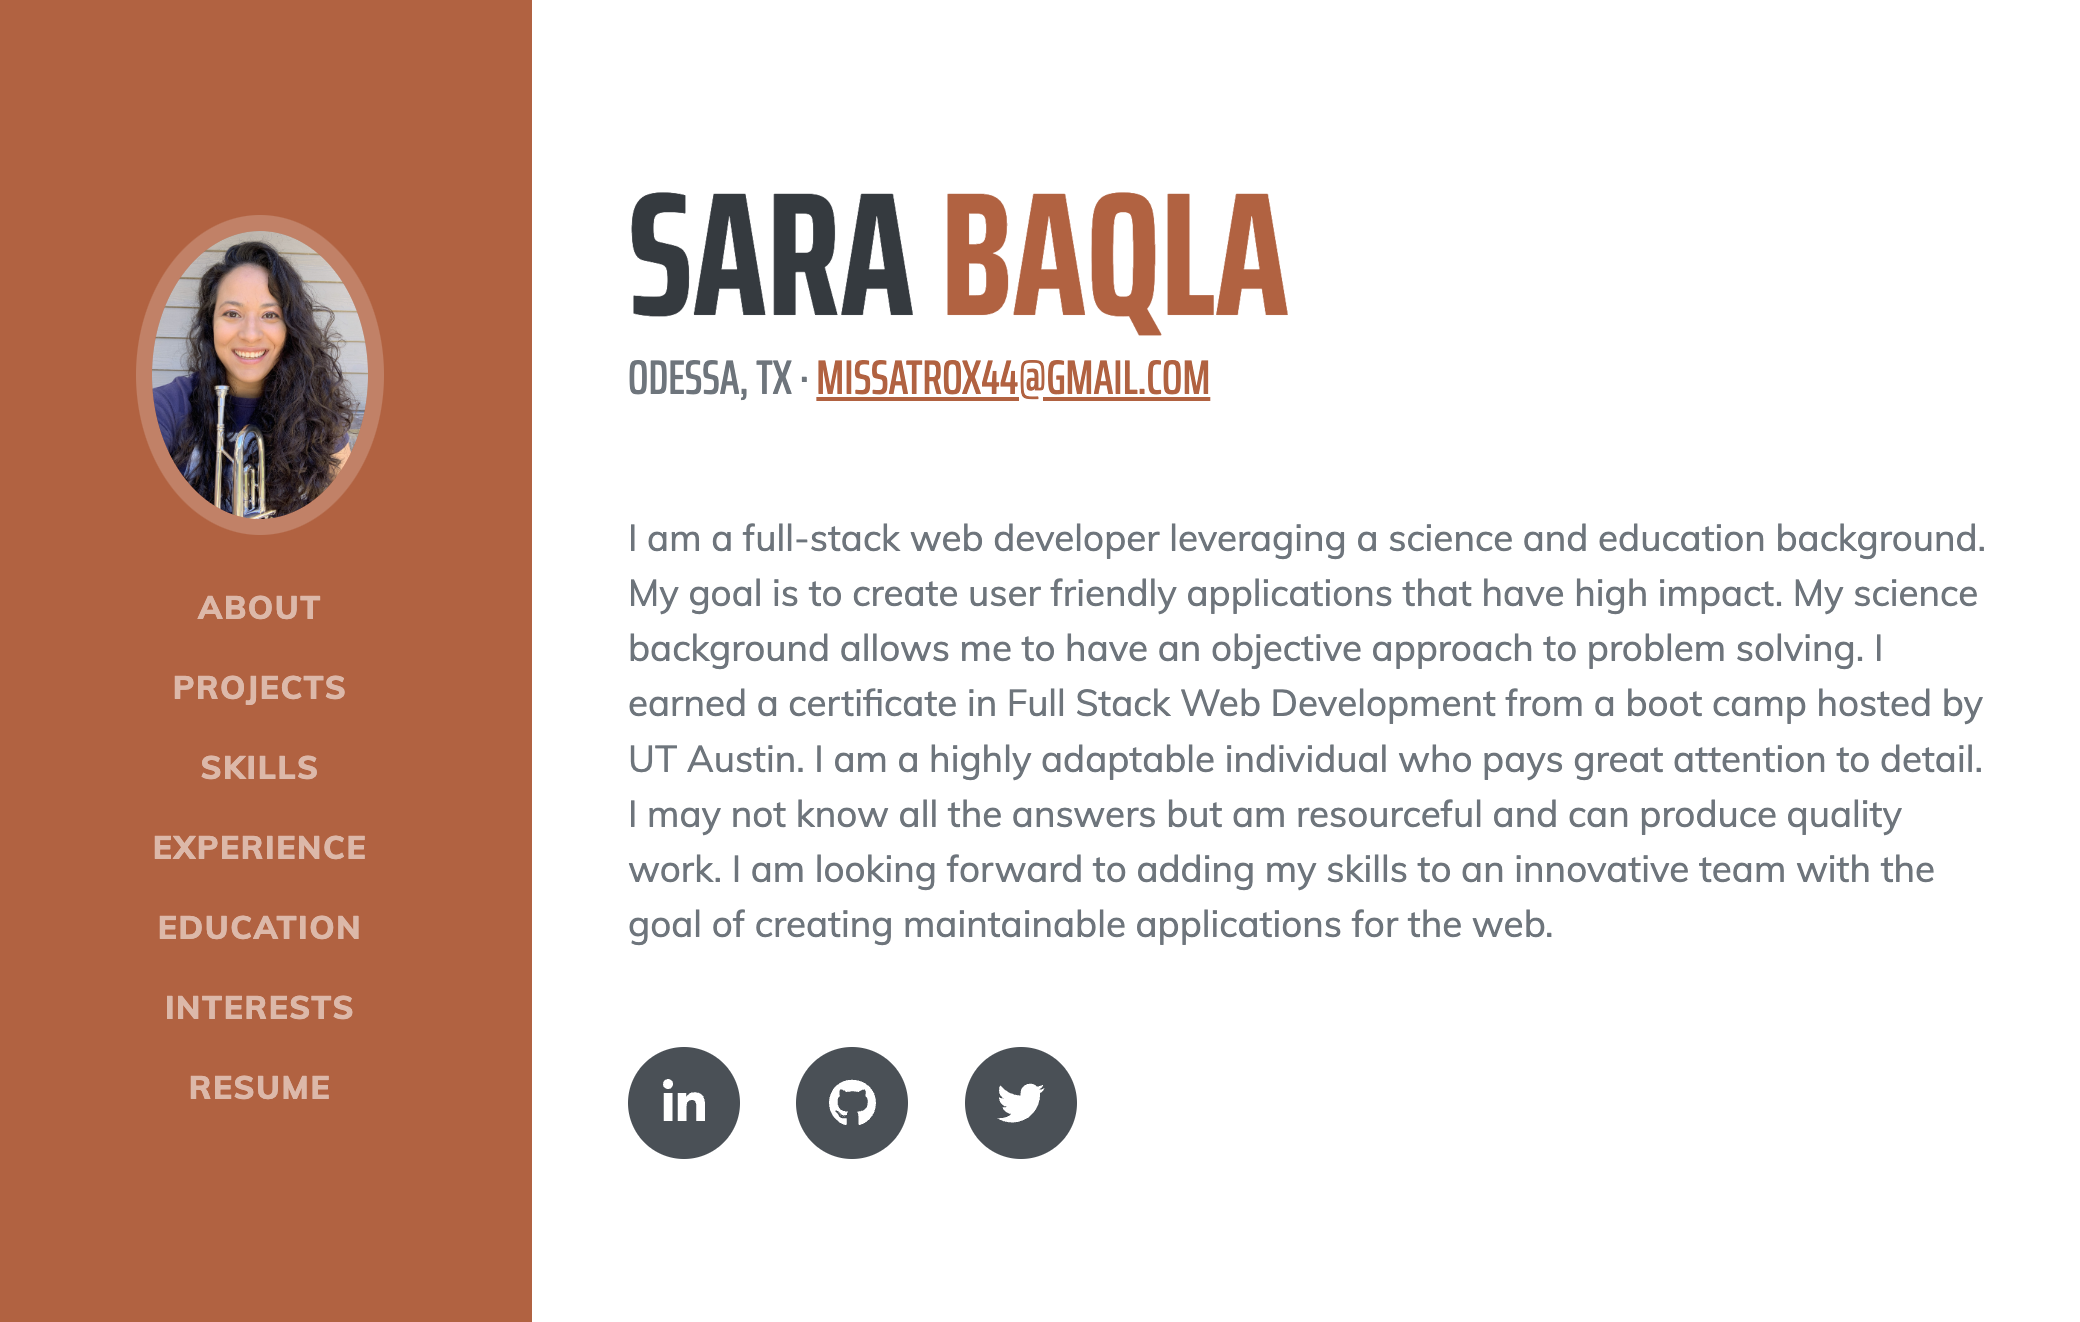 ABOUT
PROJECTS
SKILLS
EXPERIENCE
EDUCATION
INTERESTS
RESUME
SARA BAQLA
ODESSA, TX · MISSATROX44@GMAIL.COM
I am a full-stack web developer leveraging a science and education background.
My goal is to create user friendly applications that have high impact. My science
background allows me to have an objective approach to problem solving. I
earned a certificate in Full Stack Web Development from a boot camp hosted by
UT Austin. I am a highly adaptable individual who pays great attention to detail.
I may not know all the answers but am resourceful and can produce quality
work. I am looking forward to adding my skills to an innovative team with the
goal of creating maintainable applications for the web.
in